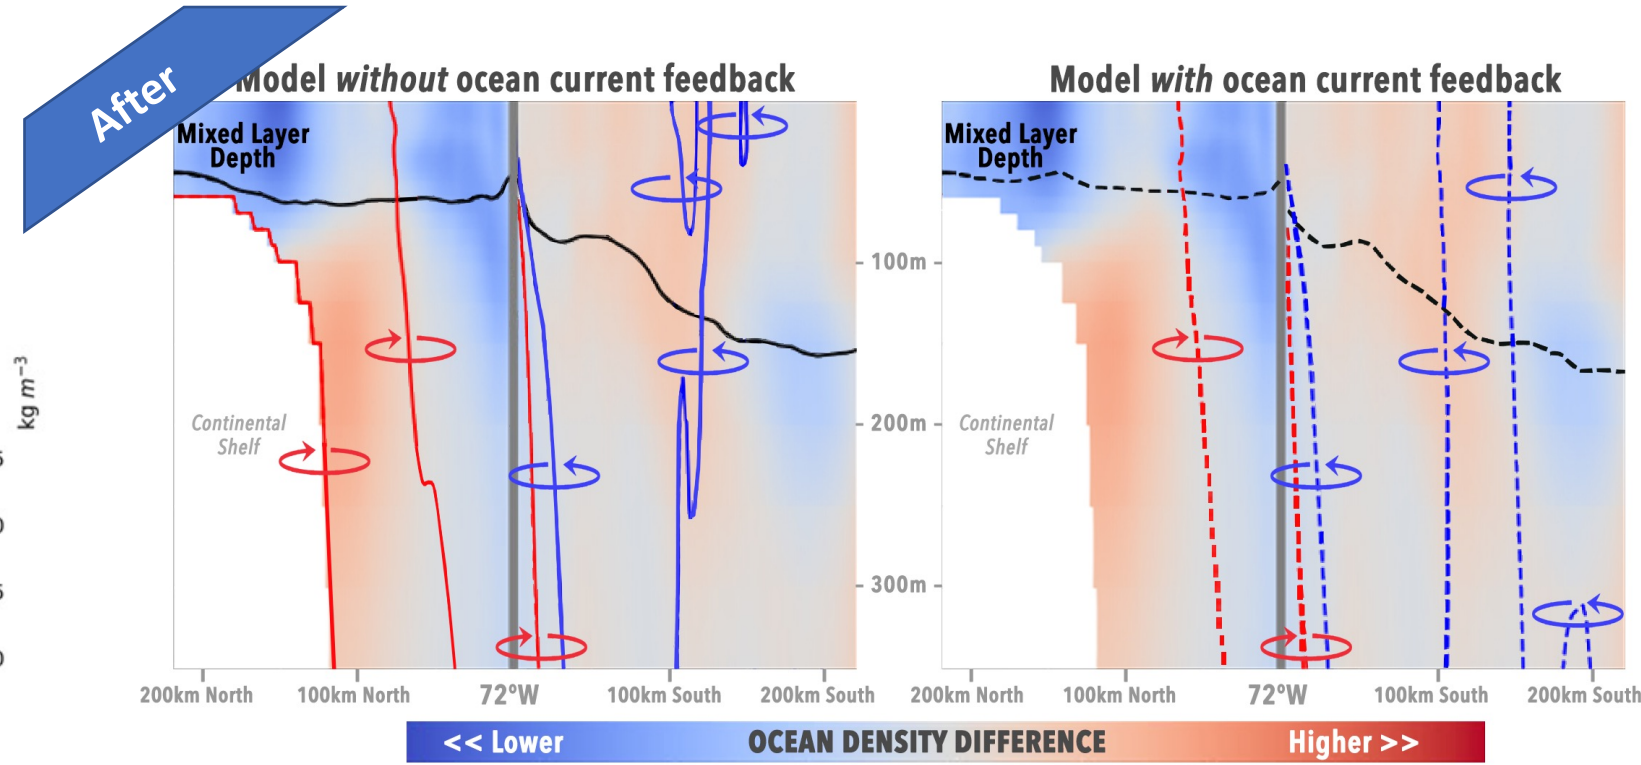 After
Model without ocean current feedback
Model with ocean current feedback
Mixed Layer
Depth
Mixed Layer
Depth
100m
kg m⁻³
Continental
Shelf
200m
Continental
Shelf
300m
200km North
100km North
72°W
100km South
200km South
200km North
100km North
72°W
100km South
200km South
<< Lower
OCEAN DENSITY DIFFERENCE
Higher >>